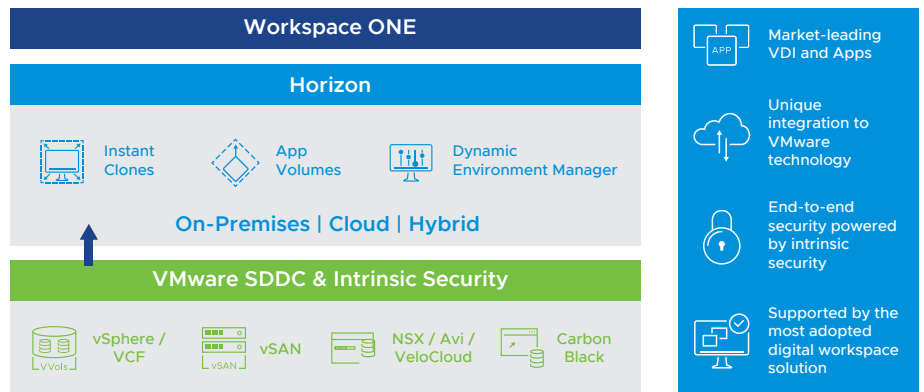 Workspace ONE
Horizon
Instant
Clones
App
Volumes
Dynamic
Environment Manager
On-Premises | Cloud | Hybrid
VMware SDDC & Intrinsic Security
VVols
vSphere /
VCF
vSAN
vSAN
NSX / Avi /
VeloCloud
Carbon
Black
APP
Market-leading
VDI and Apps
Unique
integration to
VMware
technology
End-to-end
security powered
by intrinsic
security
Supported by the
most adopted
digital workspace
solution